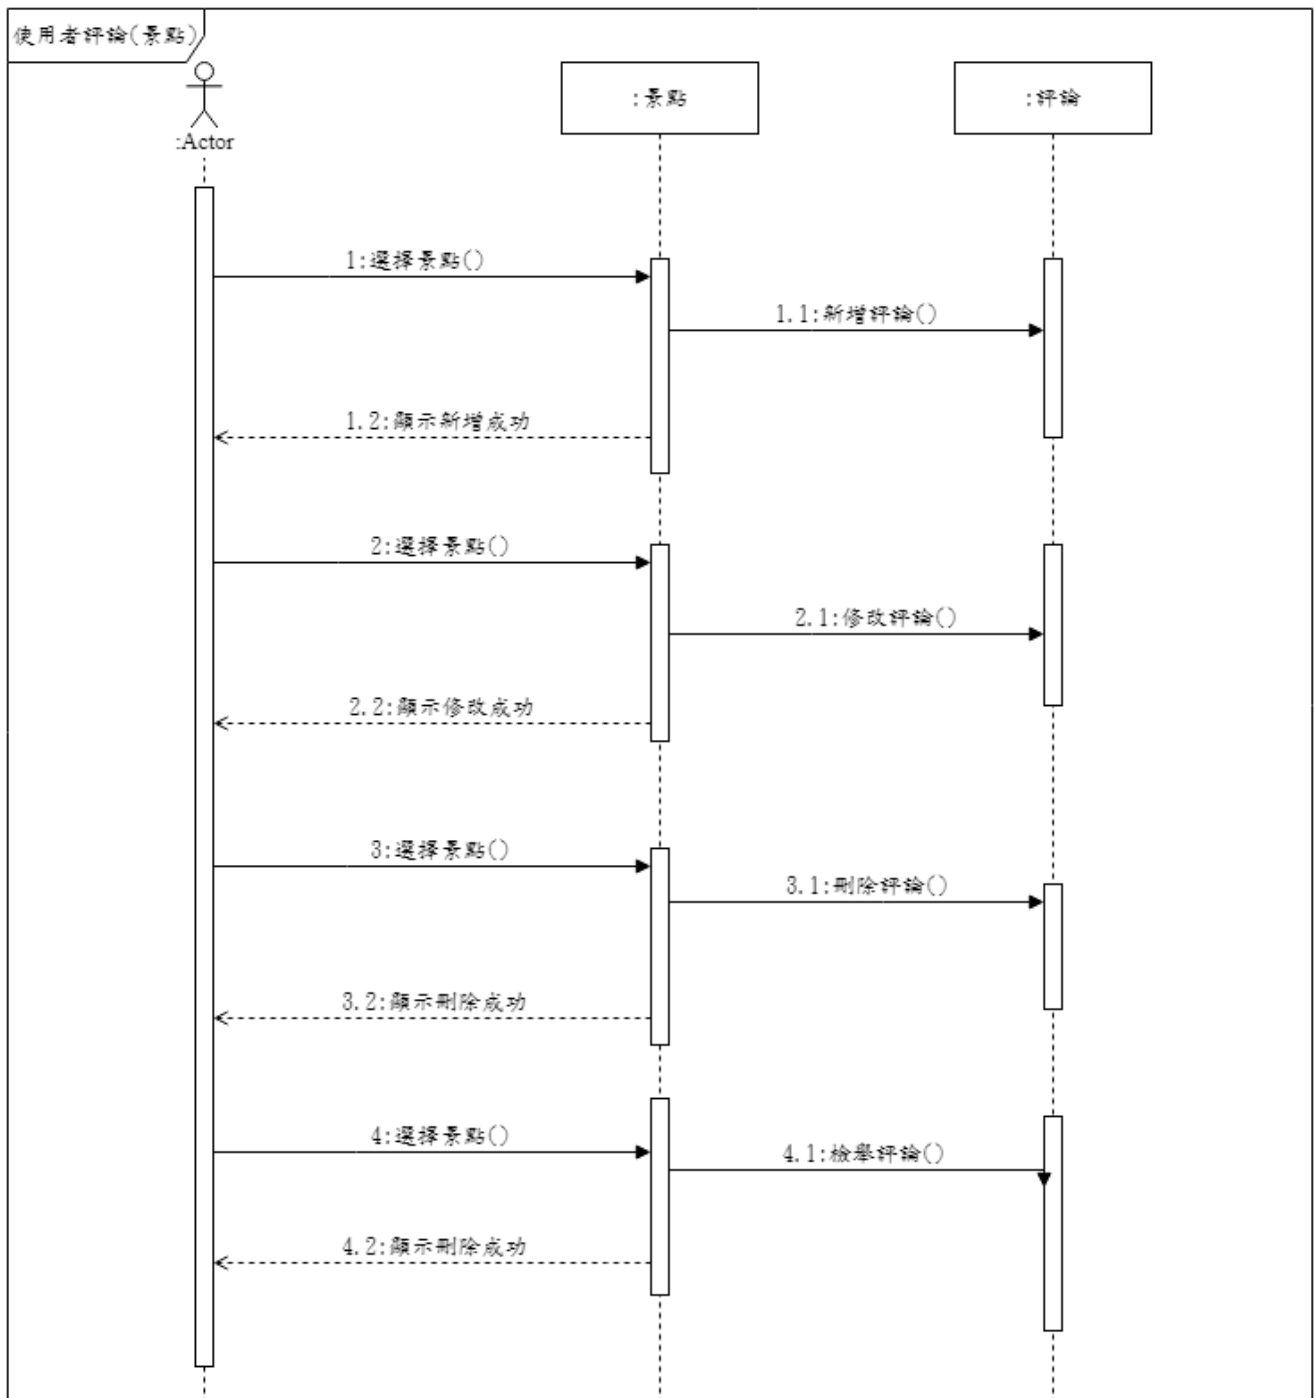 使用者評論(景點)
:Actor
:景點
:評論
1:選擇景點()
1.1:新增評論()
1.2:顯示新增成功
2:選擇景點()
2.1:修改評論()
2.2:顯示修改成功
3:選擇景點()
3.1:刪除評論()
3.2:顯示刪除成功
4:選擇景點()
4.1:檢舉評論()
4.2:顯示刪除成功